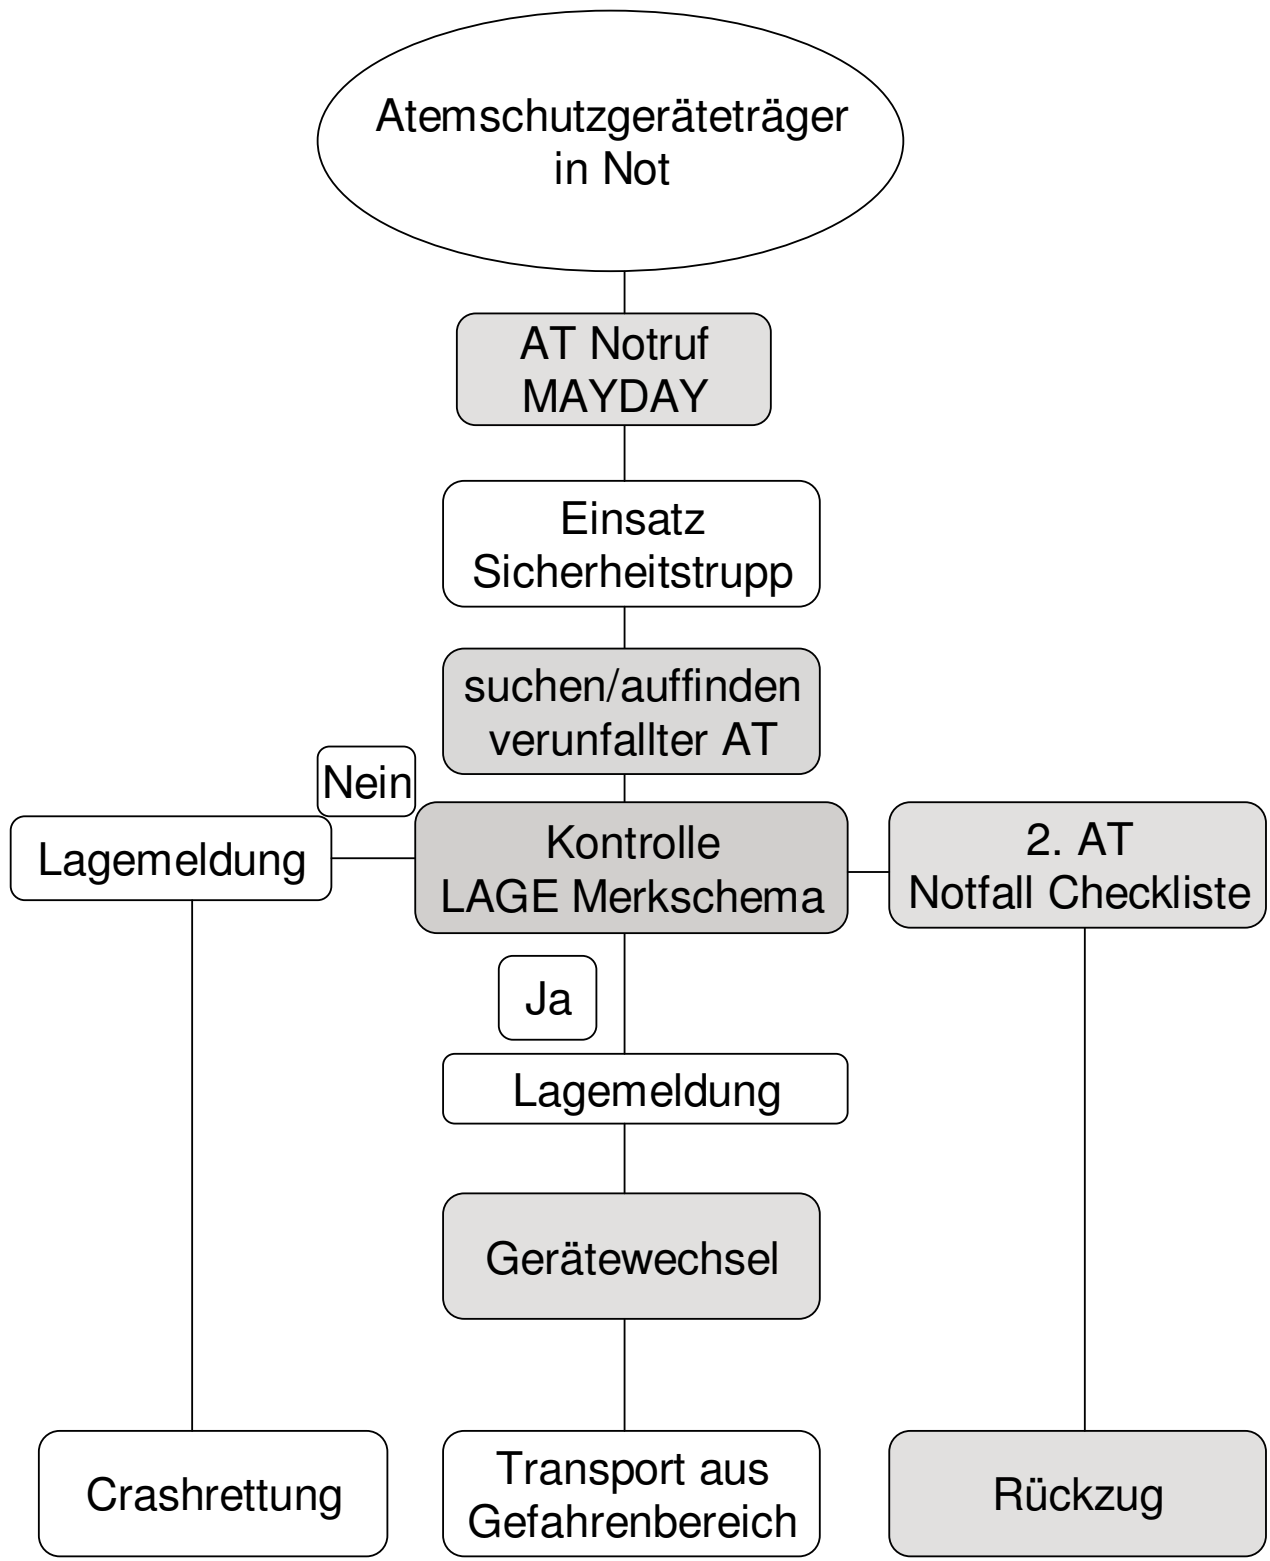 Atemschutzgeräteträger
in Not
AT Notruf
MAYDAY
Einsatz
Sicherheitstrupp
suchen/auffinden
verunfallter AT
Nein
Lagemeldung
Kontrolle
LAGE Merkschema
2. AT
Notfall Checkliste
Ja
Lagemeldung
Gerätewechsel
Crashrettung
Transport aus
Gefahrenbereich
Rückzug